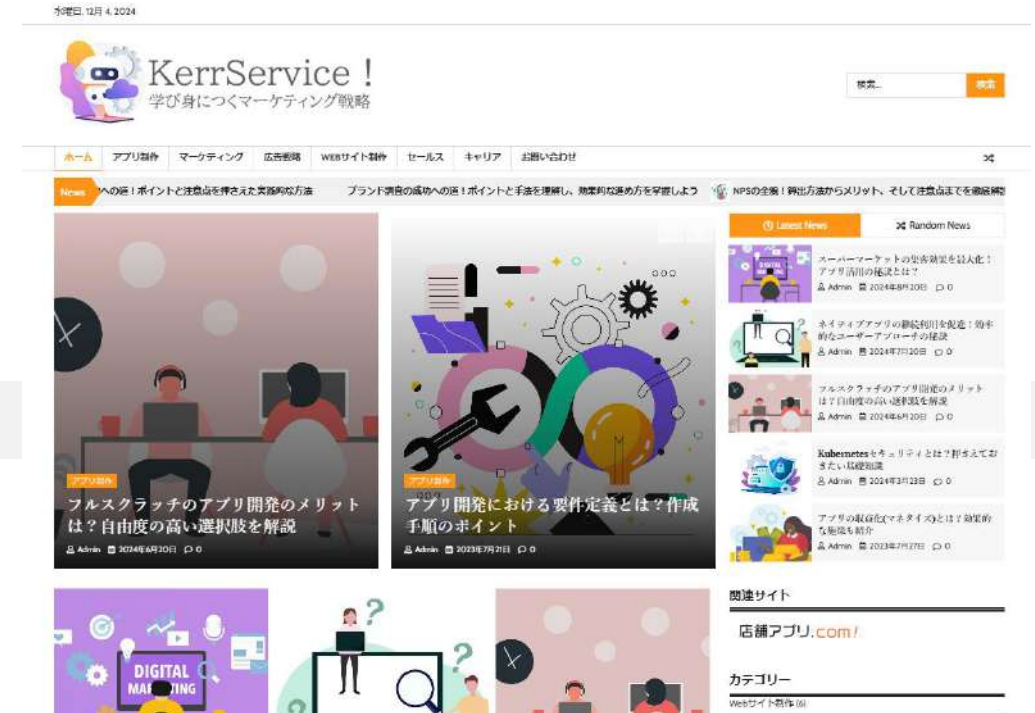 水曜日, 12月 4, 2024
KerrService！
学び身につくマーケティング戦略
検索...
検索
ホーム
アプリ制作
マーケティング
広告戦略
WEBサイト制作
セールス
キャリア
お問い合わせ
News
への道！ポイントと注意点を押さえた実践的な方法
ブランド調査の成功への道！ポイントと手法を理解し、効果的な進め方を学習しよう
NPSの全貌！算出方法からメリット、そして注意点までを徹底解
アプリ制作
フルスクラッチのアプリ開発のメリット
は？自由度の高い選択肢を解説
Admin 2024年6月20日 0
アプリ制作
アプリ開発における要件定義とは？作成
手順のポイント
Admin 2023年7月21日 0
Latest News
Random News
スーパーマーケットの集客効果を最大化！
アプリ活用の秘訣とは？
Admin 2024年8月20日 0
ネイティブアプリの継続利用を促進！効率
的なユーザーアプローチの秘訣
Admin 2024年7月20日 0
フルスクラッチのアプリ開発のメリット
は？自由度の高い選択肢を解説
Admin 2024年6月20日 0
Kubernetesセキュリティとは？押さえてお
きたい基礎知識
Admin 2024年3月23日 0
アプリの収益化(マネタイズ)とは？効果的
な施策も紹介
Admin 2023年7月27日 0
DIGITAL
MARKETING
関連サイト
店舗アプリ.com!
カテゴリー
Webサイト制作 (6)